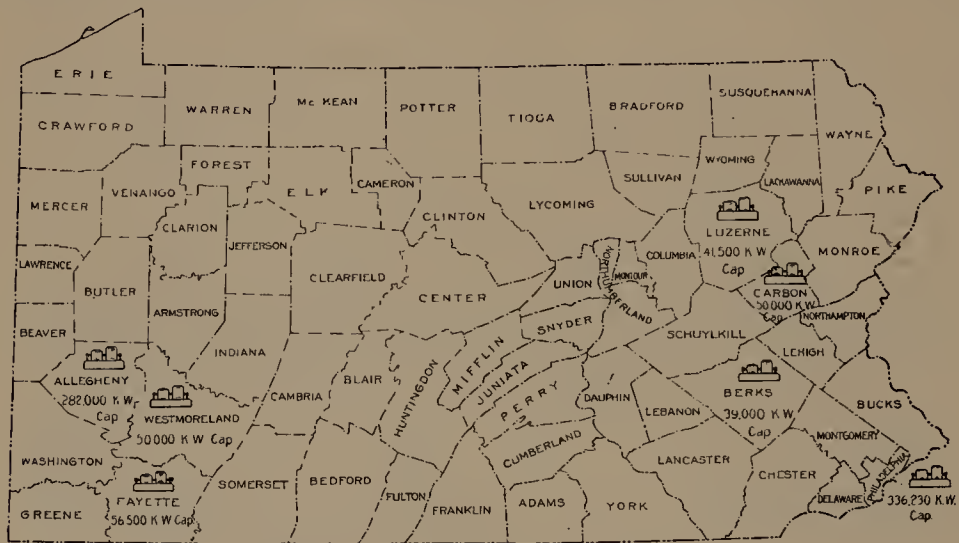 ERIE
CRAWFORD
WARREN
Mc KEAN
POTTER
TIOGA
BRADFORD
SUSQUEHANNA
WAYNE
FOREST
WYOMING
MERCER
VENANGO
ELK
CAMERON
SULLIVAN
LACKAWANNA
PIKE
CLARION
CLINTON
LYCOMING
LUZERNE
41,500 K W
Cap
LAWRENCE
JEFFERSON
COLUMBIA
MONROE
BUTLER
CLEARFIELD
CENTER
UNION
NORTHUMBERLAND
MONTOUR
CARBON
50,000 K W
Cap
BEAVER
ARMSTRONG
SNYDER
SCHUYLKILL
NORTHAMPTON
INDIANA
MIFFLIN
LEHIGH
ALLEGHENY
282,000 K W
Cap
CAMBRIA
BLAIR
HUNTINGDON
JUNIATA
PERRY
DAUPHIN
LEBANON
BERKS
39,000 K W
Cap
BUCKS
WESTMORELAND
50 000 K W Cap
CUMBERLAND
MONTGOMERY
WASHINGTON
SOMERSET
BEDFORD
FULTON
FRANKLIN
ADAMS
YORK
LANCASTER
CHESTER
DELAWARE
PHILADELPHIA
336,230 K.W.
Cap
GREENE
FAYETTE
56 500 K W Cap